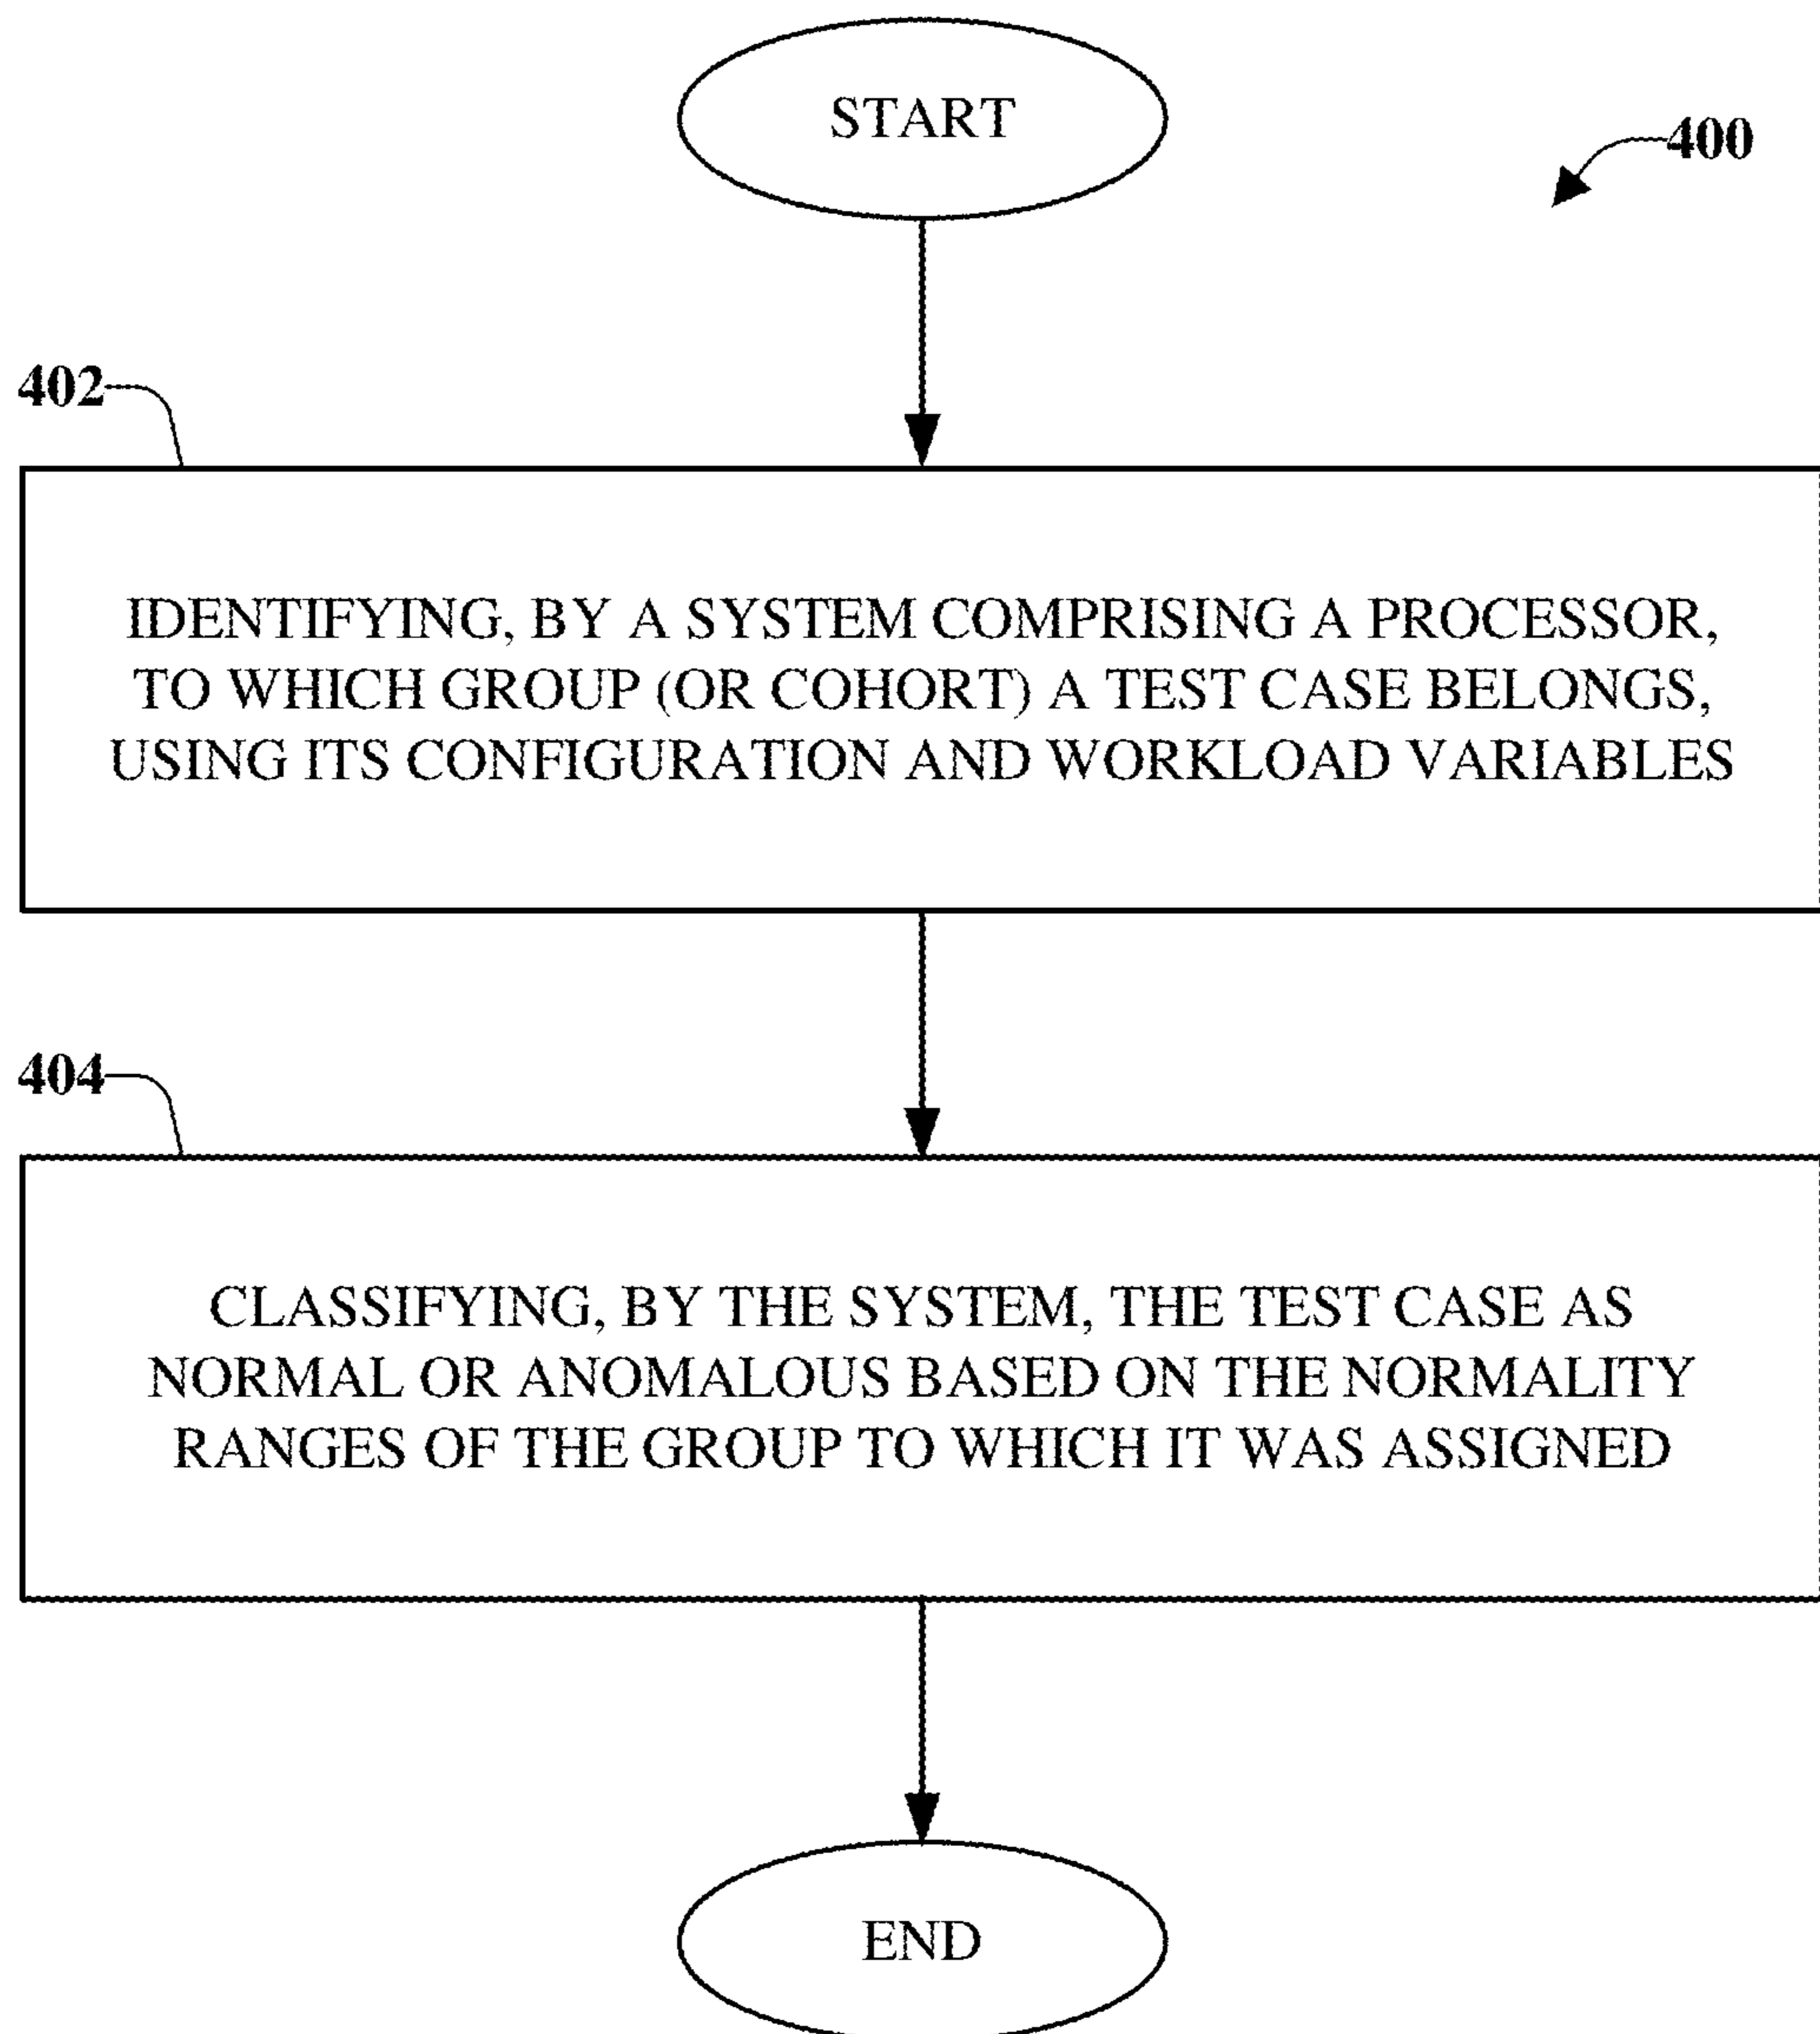 START
400
402
IDENTIFYING, BY A SYSTEM COMPRISING A PROCESSOR,
TO WHICH GROUP (OR COHORT) A TEST CASE BELONGS,
USING ITS CONFIGURATION AND WORKLOAD VARIABLES
404
CLASSIFYING, BY THE SYSTEM, THE TEST CASE AS
NORMAL OR ANOMALOUS BASED ON THE NORMALITY
RANGES OF THE GROUP TO WHICH IT WAS ASSIGNED
END